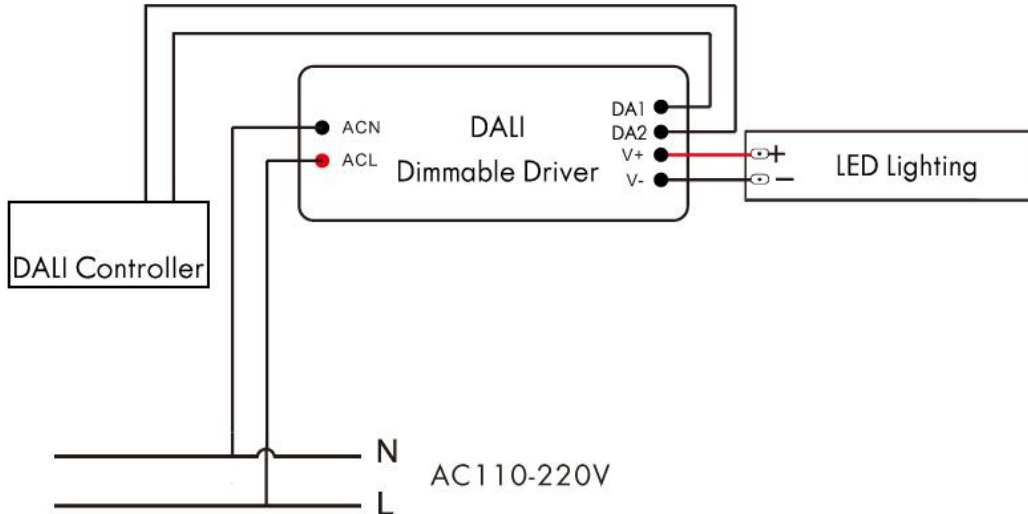 ACN
ACL
DALI
Dimmable Driver
DA1
DA2
V+
V-
+
−
LED Lighting
DALI Controller
N
L
AC110-220V